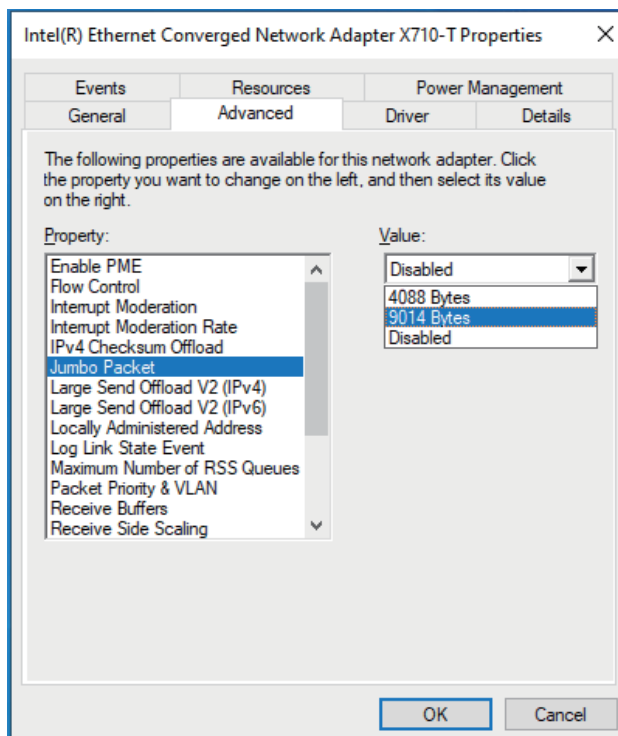 Intel(R) Ethernet Converged Network Adapter X710-T Properties
Events Resources Power Management
General Advanced Driver Details
The following properties are available for this network adapter. Click
the property you want to change on the left, and then select its value
on the right.
Property:
Enable PME
Flow Control
Interrupt Moderation
Interrupt Moderation Rate
IPv4 Checksum Offload
Jumbo Packet
Large Send Offload V2 (IPv4)
Large Send Offload V2 (IPv6)
Locally Administered Address
Log Link State Event
Maximum Number of RSS Queues
Packet Priority & VLAN
Receive Buffers
Receive Side Scaling
Value:
Disabled
4088 Bytes
9014 Bytes
Disabled
OK Cancel